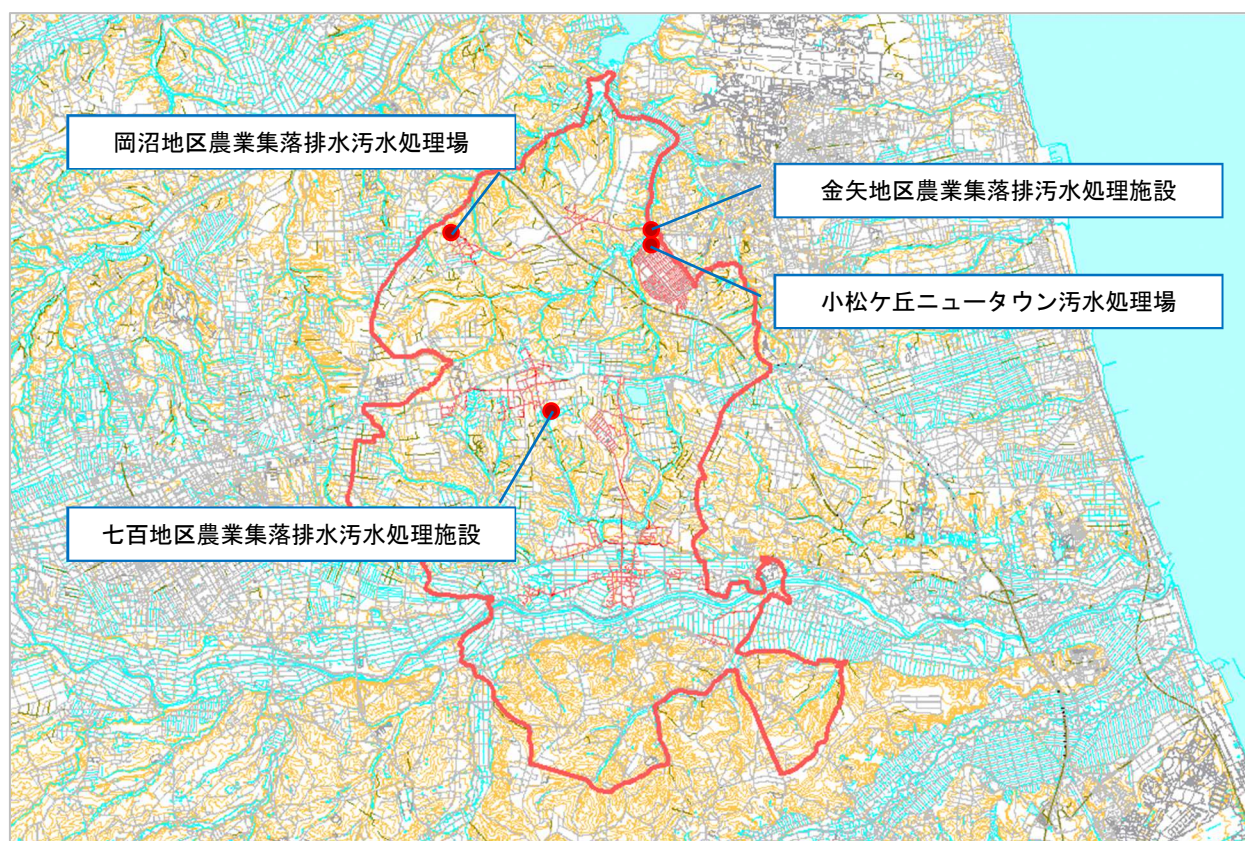 岡沼地区農業集落排水汚水処理場
金矢地区農業集落排汚水処理施設
小松ケ丘ニュータウン汚水処理場
七百地区農業集落排水汚水処理施設